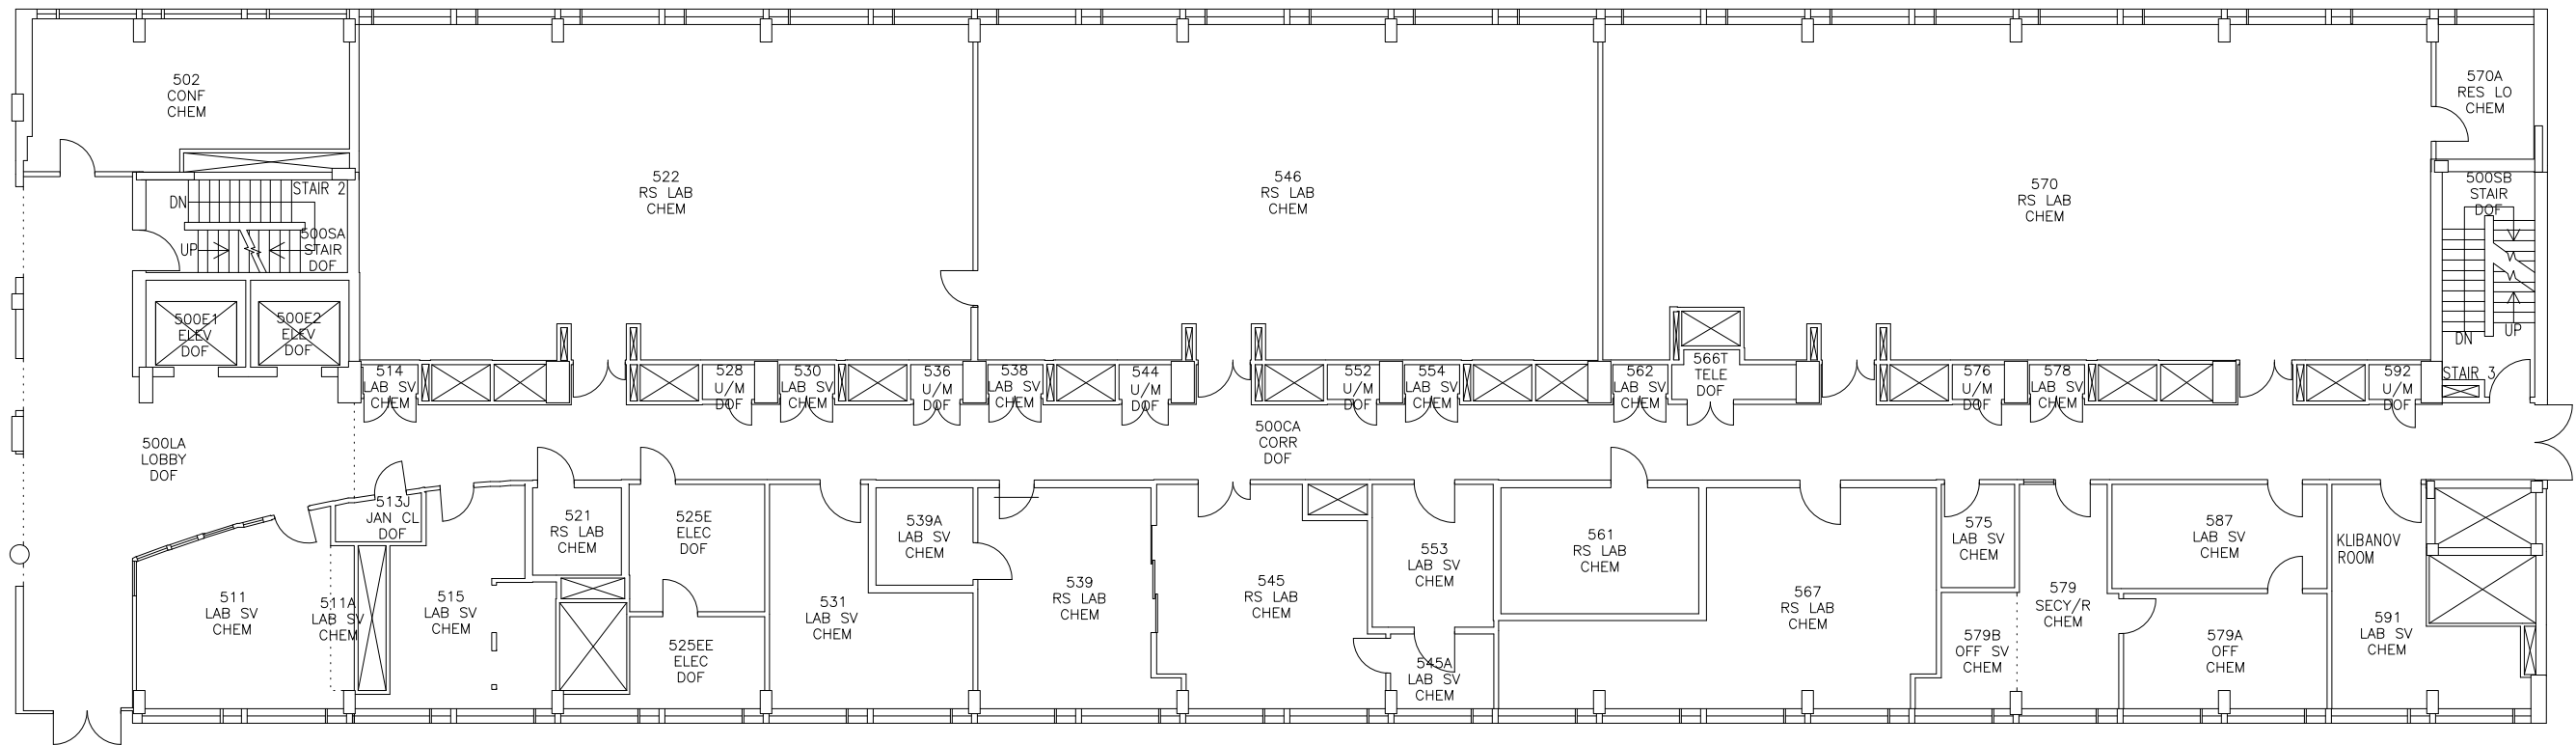 502
CONF
CHEM
522
RS LAB
CHEM
546
RS LAB
CHEM
570
RS LAB
CHEM
570A
RES LO
CHEM
STAIR 2
DN
UP
500SA
STAIR
DOF
500SB
STAIR
DOF
DN
UP
STAIR 3
500E1
ELEV
DOF
500E2
ELEV
DOF
514
LAB SV
CHEM
528
U/M
DOF
530
LAB SV
CHEM
536
U/M
DOF
538
LAB SV
CHEM
544
U/M
DOF
552
U/M
DOF
554
LAB SV
CHEM
562
LAB SV
CHEM
566T
TELE
DOF
576
U/M
DOF
578
LAB SV
CHEM
592
U/M
DOF
500LA
LOBBY
DOF
500CA
CORR
DOF
511
LAB SV
CHEM
511A
LAB SV
CHEM
513J
JAN CL
DOF
515
LAB SV
CHEM
521
RS LAB
CHEM
525E
ELEC
DOF
525EE
ELEC
DOF
531
LAB SV
CHEM
539A
LAB SV
CHEM
539
RS LAB
CHEM
545
RS LAB
CHEM
553
LAB SV
CHEM
545A
LAB SV
CHEM
561
RS LAB
CHEM
567
RS LAB
CHEM
575
LAB SV
CHEM
579
SECY/R
CHEM
579B
OFF SV
CHEM
587
LAB SV
CHEM
579A
OFF
CHEM
KLIBANOV
ROOM
591
LAB SV
CHEM